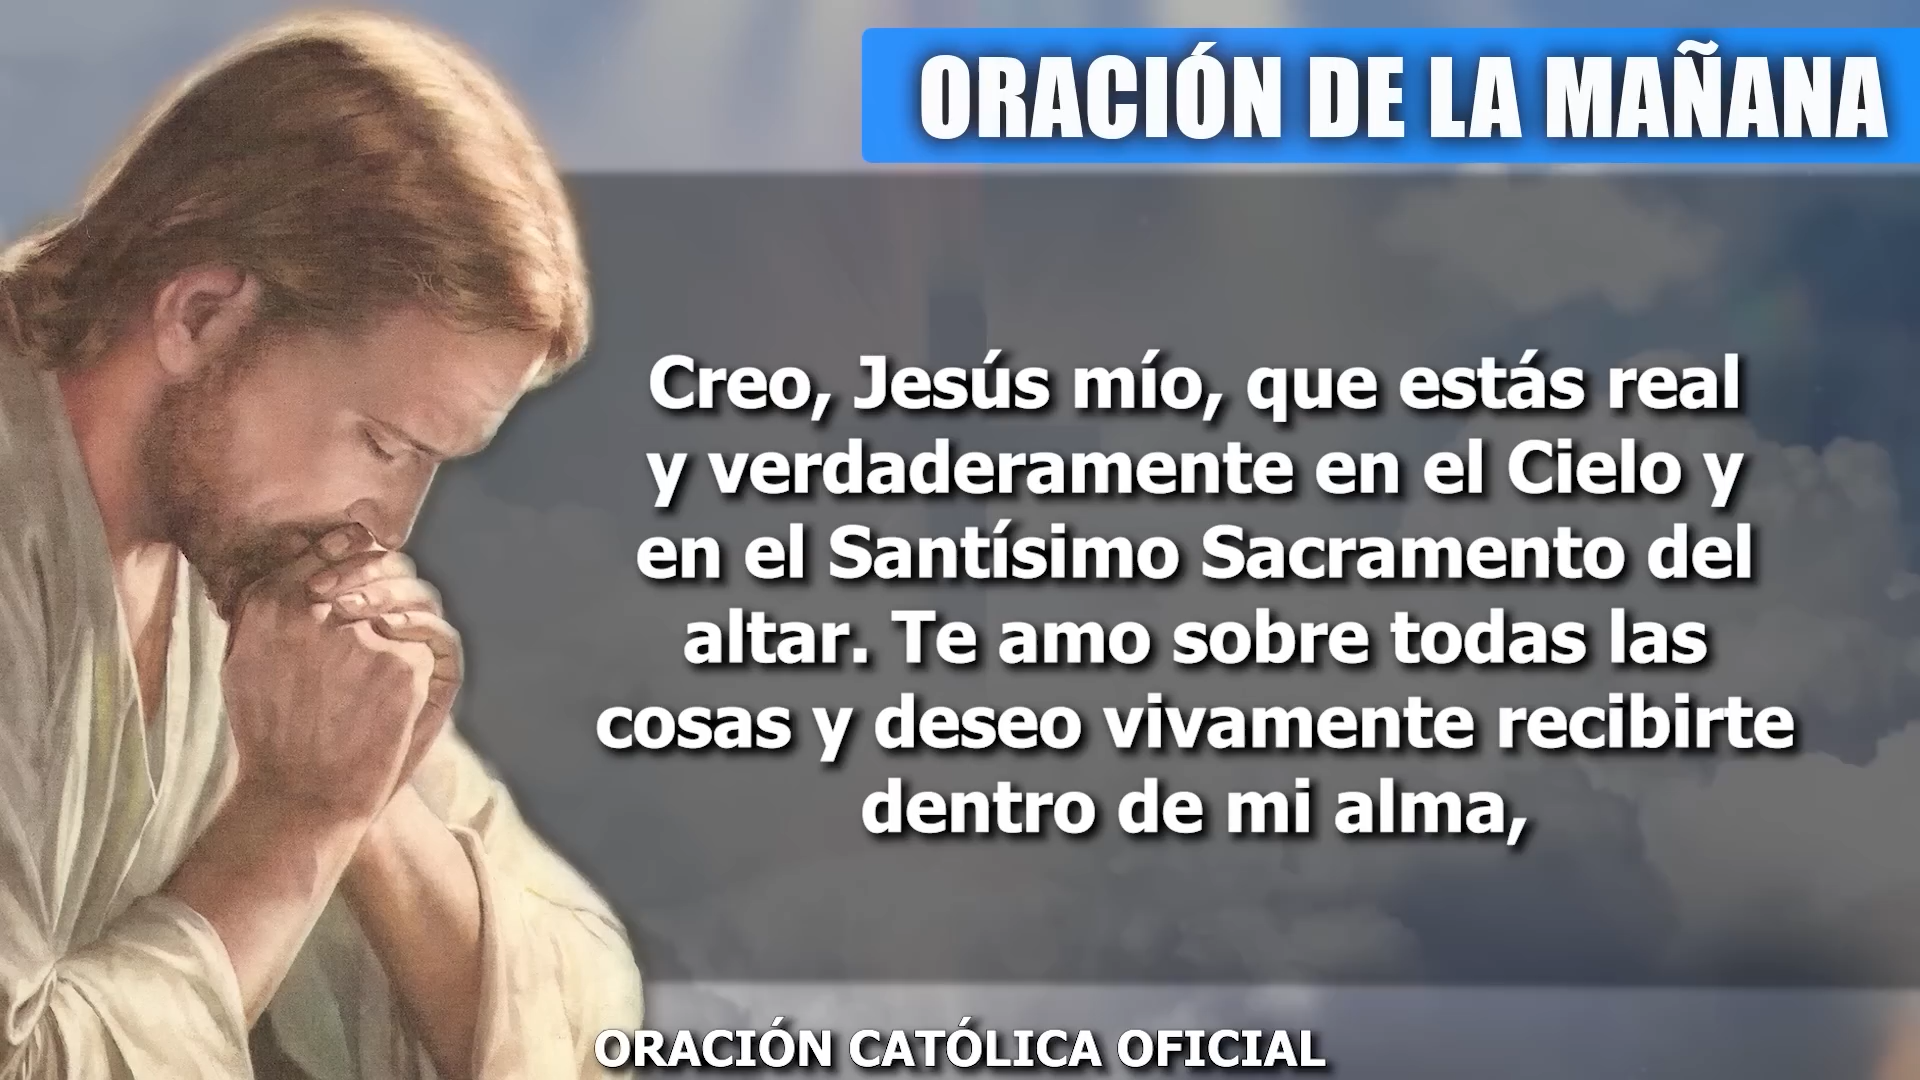 ORACIÓN DE LA MAÑANA
Creo, Jesús mío, que estás real
y verdaderamente en el Cielo y
en el Santísimo Sacramento del
altar. Te amo sobre todas las
cosas y deseo vivamente recibirte
dentro de mi alma,
ORACIÓN CATÓLICA OFICIAL